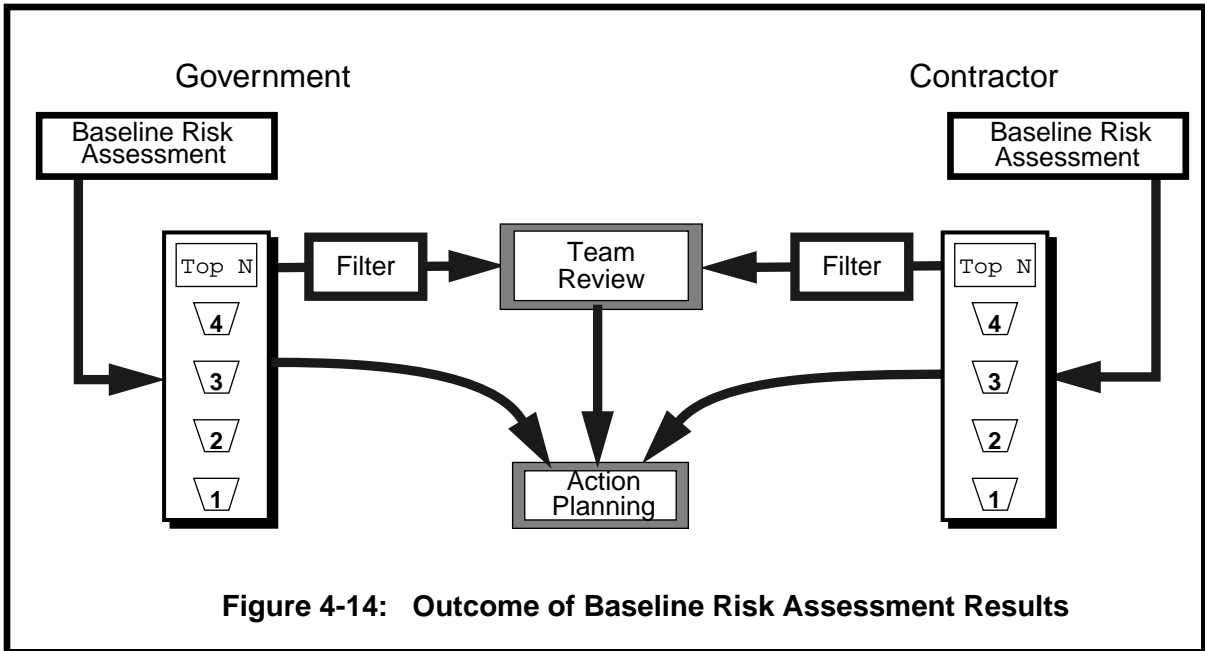 Government
Contractor
Baseline Risk
Assessment
Baseline Risk
Assessment
Top N
4
3
2
1
Filter
Team
Review
Filter
Top N
4
3
2
1
Action
Planning
Figure 4-14: Outcome of Baseline Risk Assessment Results